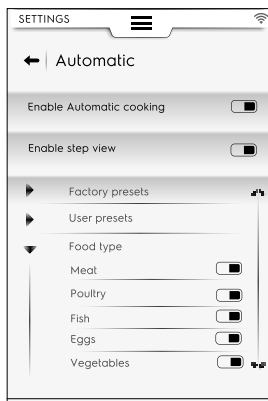 SETTINGS
Automatic
Enable Automatic cooking
Enable step view
Factory presets
User presets
Food type
Meat
Poultry
Fish
Eggs
Vegetables